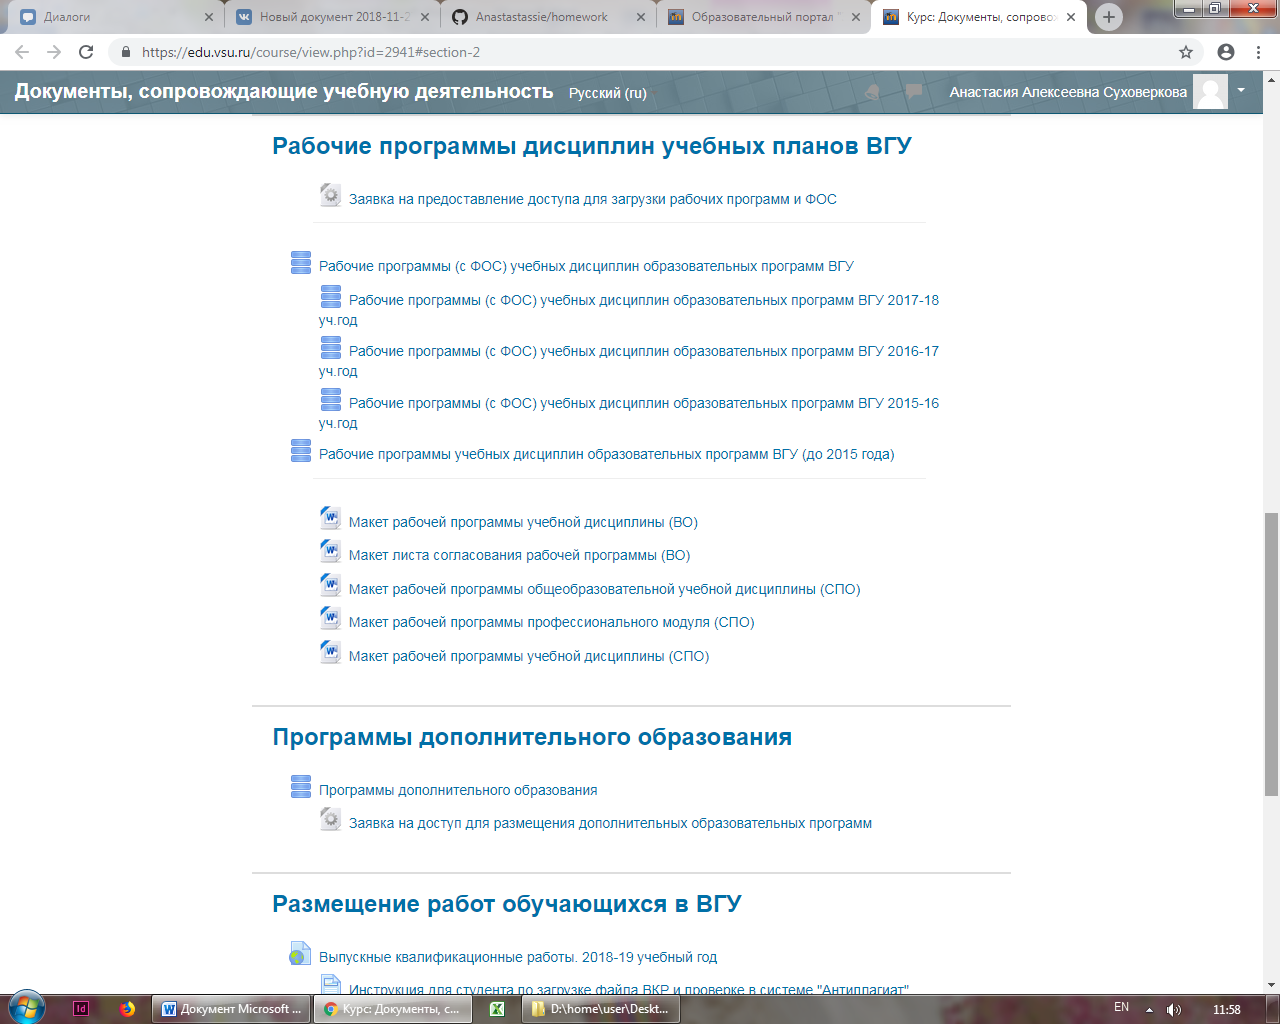 Диалоги
Новый документ 2018-11-2
Anastastassie/homework
Образовательный портал "
Курс: Документы, сопровож
https://edu.vsu.ru/course/view.php?id=2941#section-2
Документы, сопровождающие учебную деятельность
Русский (ru)
Анастасия Алексеевна Суховеркова
Рабочие программы дисциплин учебных планов ВГУ
Заявка на предоставление доступа для загрузки рабочих программ и ФОС
Рабочие программы (с ФОС) учебных дисциплин образовательных программ ВГУ
Рабочие программы (с ФОС) учебных дисциплин образовательных программ ВГУ 2017-18
уч.год
Рабочие программы (с ФОС) учебных дисциплин образовательных программ ВГУ 2016-17
уч.год
Рабочие программы (с ФОС) учебных дисциплин образовательных программ ВГУ 2015-16
уч.год
Рабочие программы учебных дисциплин образовательных программ ВГУ (до 2015 года)
Макет рабочей программы учебной дисциплины (ВО)
Макет листа согласования рабочей программы (ВО)
Макет рабочей программы общеобразовательной учебной дисциплины (СПО)
Макет рабочей программы профессионального модуля (СПО)
Макет рабочей программы учебной дисциплины (СПО)
Программы дополнительного образования
Программы дополнительного образования
Заявка на доступ для размещения дополнительных образовательных программ
Размещение работ обучающихся в ВГУ
Выпускные квалификационные работы. 2018-19 учебный год
Инструкция для студента по загрузке файла ВКР и проверке в системе "Антиплагиат"
Id
Документ Microsoft ...
Курс: Документы, с...
D:\home\user\Deskt...
EN
11:58